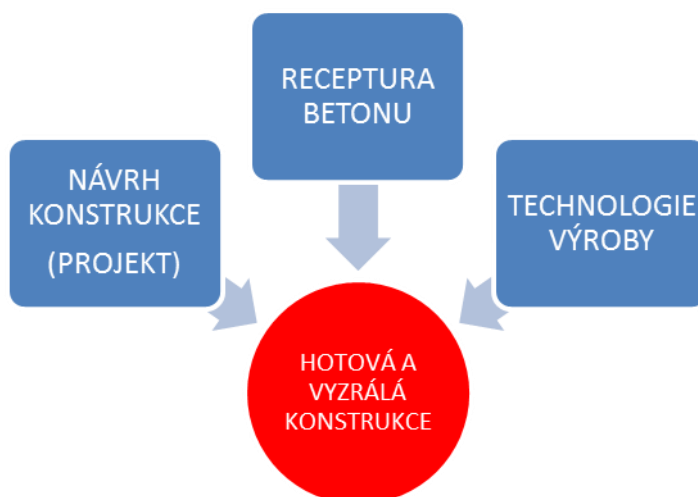 RECEPTURA
BETONU
NÁVRH
KONSTRUKCE
(PROJEKT)
TECHNOLOGIE
VÝROBY
HOTOVÁ A
VYZRÁLÁ
KONSTRUKCE